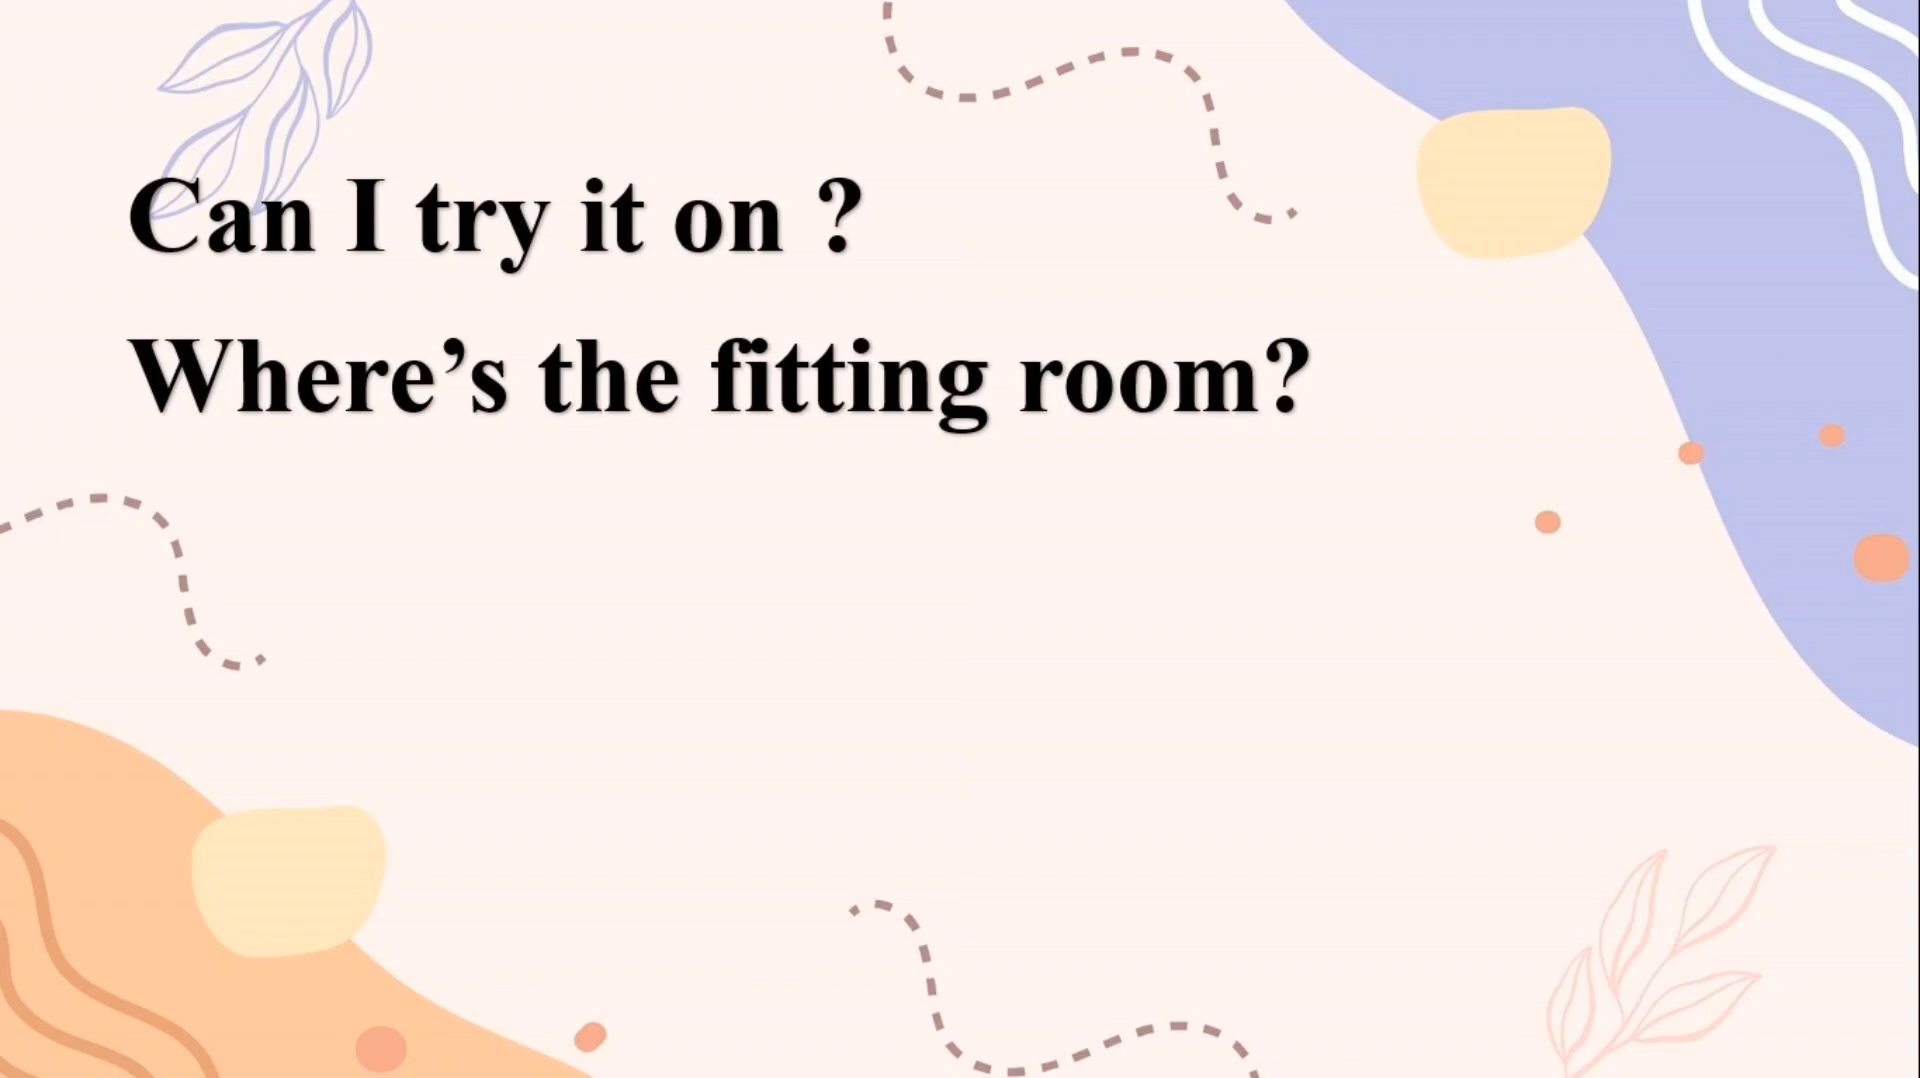 Can I try it on ?
Where’s the fitting room?